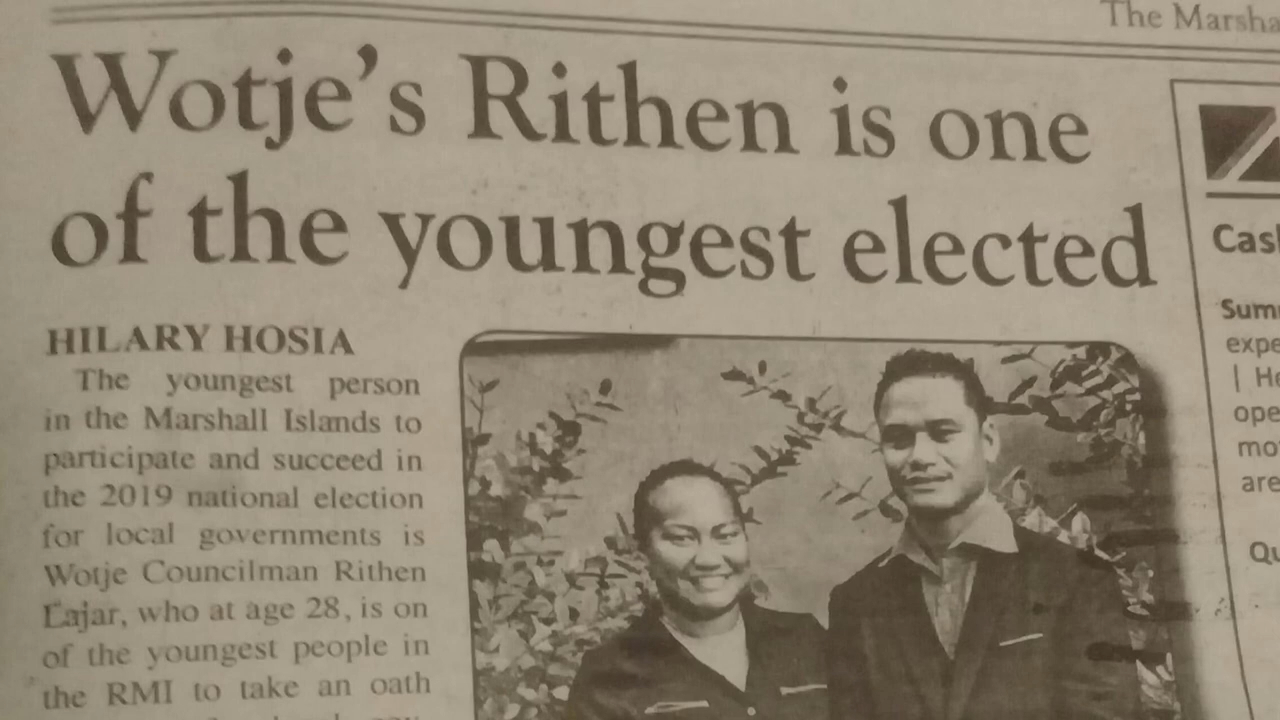 The Marsha
Wotje's Rithen is one
of the youngest elected
HILARY HOSIA
The youngest person
in the Marshall Islands to
participate and succeed in
the 2019 national election
for local governments is
Wotje Councilman Rithen
Lajar, who at age 28, is on
of the youngest people in
the RMI to take an oath
Cas
Sum
expe
| He
ope
mo
are
Qu